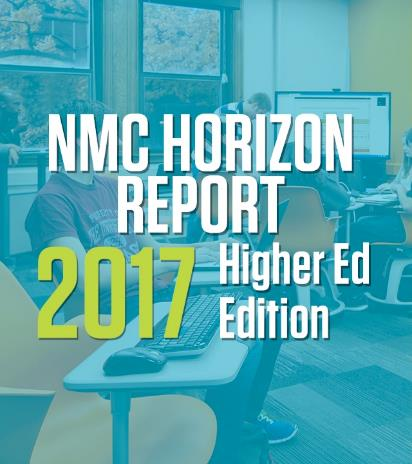 NMC HORIZON
REPORT
2017 Higher Ed
Edition